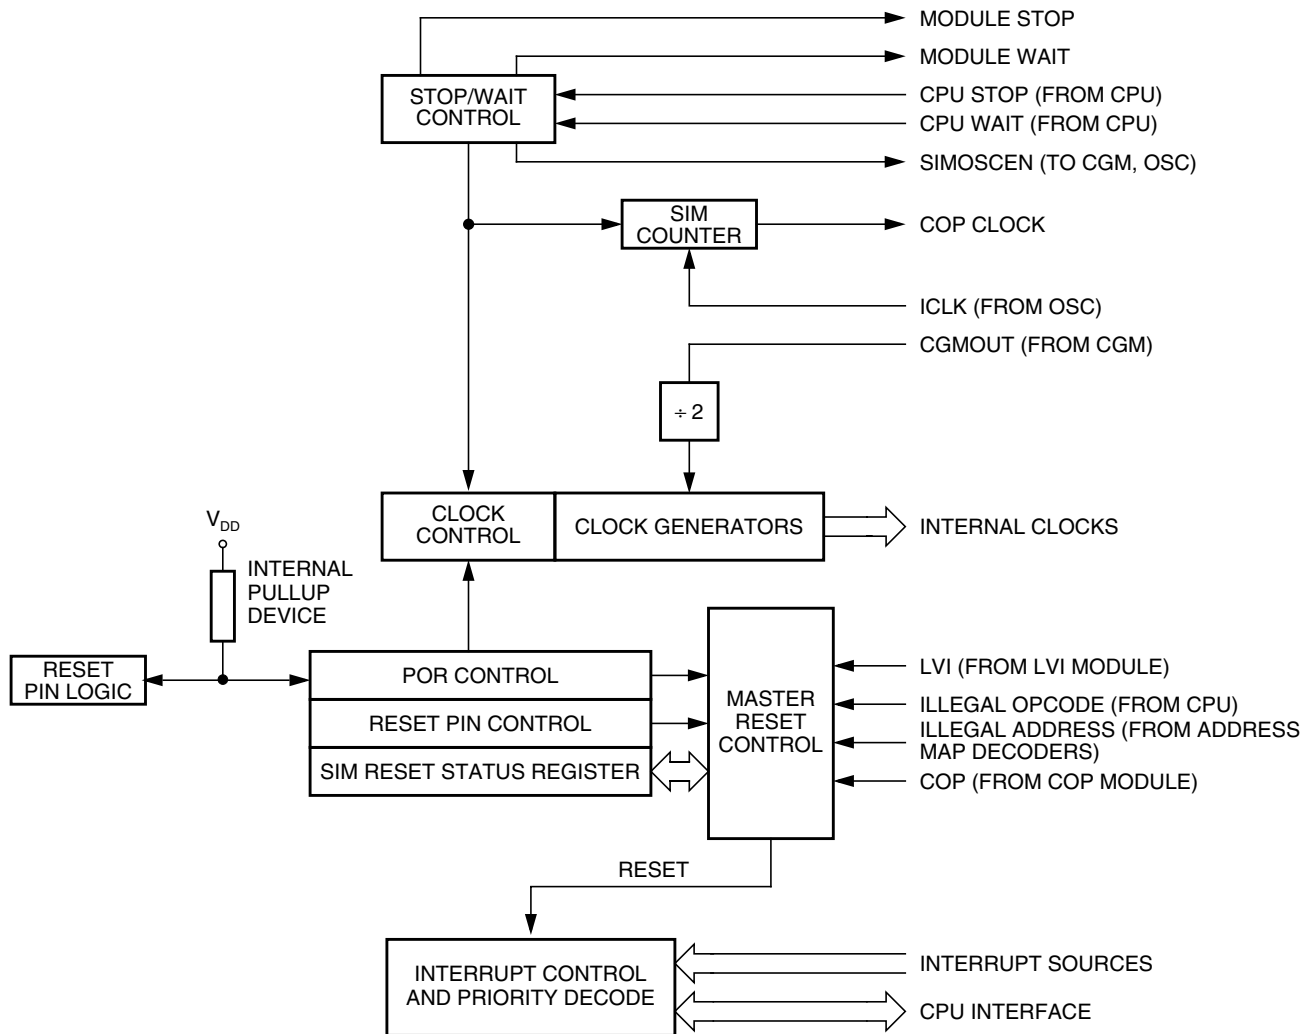 MODULE STOP
MODULE WAIT
STOP/WAIT
CONTROL
CPU STOP (FROM CPU)
CPU WAIT (FROM CPU)
SIMOSCEN (TO CGM, OSC)
SIM
COUNTER
COP CLOCK
ICLK (FROM OSC)
CGMOUT (FROM CGM)
÷ 2
CLOCK
CONTROL
CLOCK GENERATORS
INTERNAL CLOCKS
VDD
INTERNAL
PULLUP
DEVICE
RESET
PIN LOGIC
POR CONTROL
RESET PIN CONTROL
SIM RESET STATUS REGISTER
MASTER
RESET
CONTROL
LVI (FROM LVI MODULE)
ILLEGAL OPCODE (FROM CPU)
ILLEGAL ADDRESS (FROM ADDRESS
MAP DECODERS)
COP (FROM COP MODULE)
RESET
INTERRUPT CONTROL
AND PRIORITY DECODE
INTERRUPT SOURCES
CPU INTERFACE